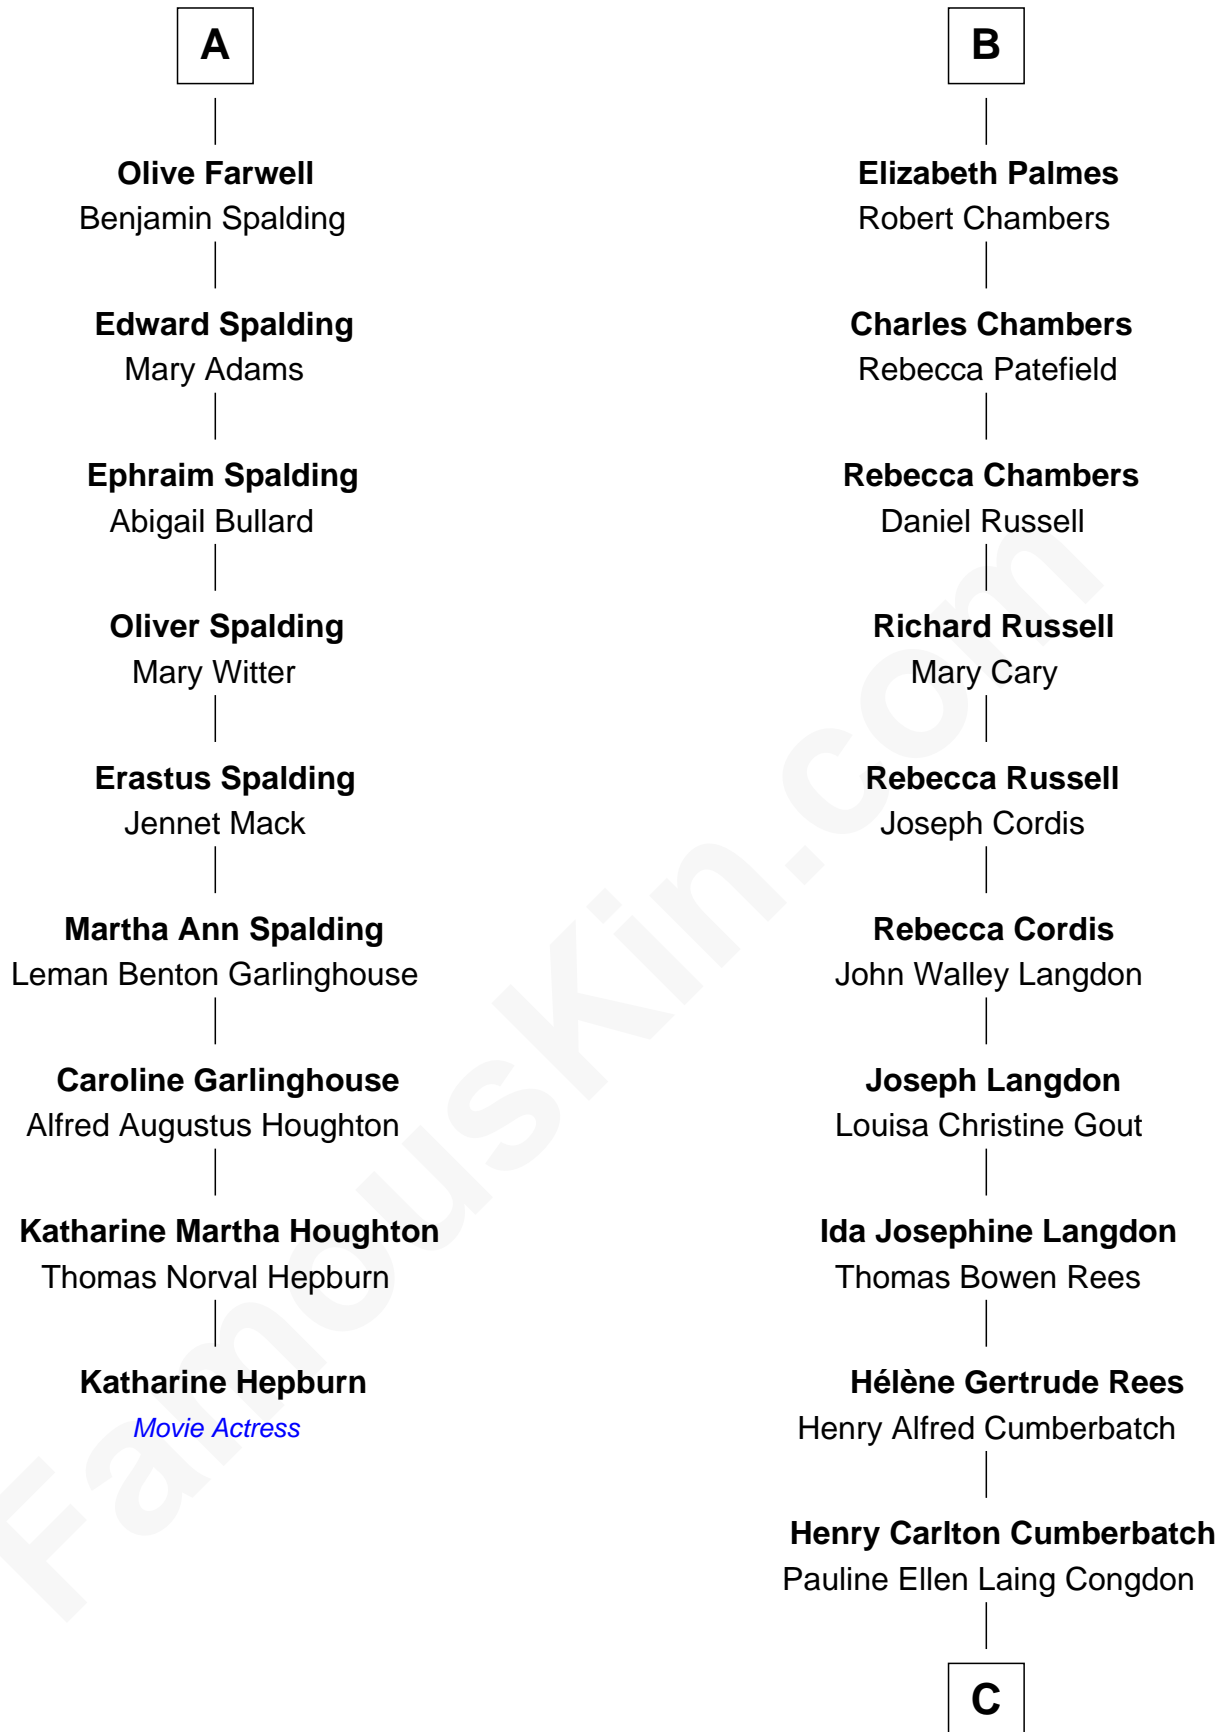 A
Olive Farwell
Benjamin Spalding
Edward Spalding
Mary Adams
Ephraim Spalding
Abigail Bullard
Oliver Spalding
Mary Witter
Erastus Spalding
Jennet Mack
Martha Ann Spalding
Leman Benton Garlinghouse
Caroline Garlinghouse
Alfred Augustus Houghton
Katharine Martha Houghton
Thomas Norval Hepburn
Katharine Hepburn
Movie Actress
B
Elizabeth Palmes
Robert Chambers
Charles Chambers
Rebecca Patefield
Rebecca Chambers
Daniel Russell
Richard Russell
Mary Cary
Rebecca Russell
Joseph Cordis
Rebecca Cordis
John Walley Langdon
Joseph Langdon
Louisa Christine Gout
Ida Josephine Langdon
Thomas Bowen Rees
Hélène Gertrude Rees
Henry Alfred Cumberbatch
Henry Carlton Cumberbatch
Pauline Ellen Laing Congdon
C
FamousKin.com